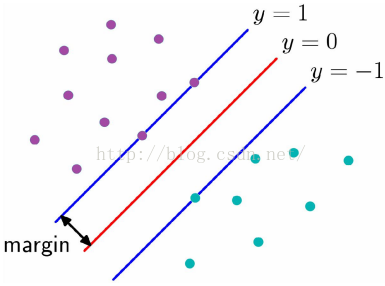 y = 1
y = 0
y = −1
http://blog.csdn.net/
margin